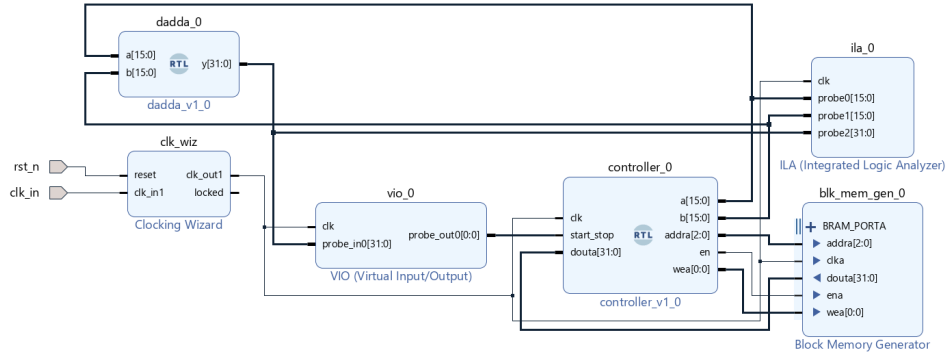 dadda_0
a[15:0]
b[15:0]
RTL
y[31:0]
dadda_v1_0
ila_0
clk
probe0[15:0]
probe1[15:0]
probe2[31:0]
ILA (Integrated Logic Analyzer)
rst_n
clk_in
clk_wiz
reset
clk_in1
clk_out1
locked
Clocking Wizard
vio_0
clk
probe_in0[31:0]
probe_out0[0:0]
VIO (Virtual Input/Output)
controller_0
clk
start_stop
douta[31:0]
RTL
a[15:0]
b[15:0]
addra[2:0]
en
wea[0:0]
controller_v1_0
blk_mem_gen_0
BRAM_PORTA
addra[2:0]
clka
douta[31:0]
ena
wea[0:0]
Block Memory Generator